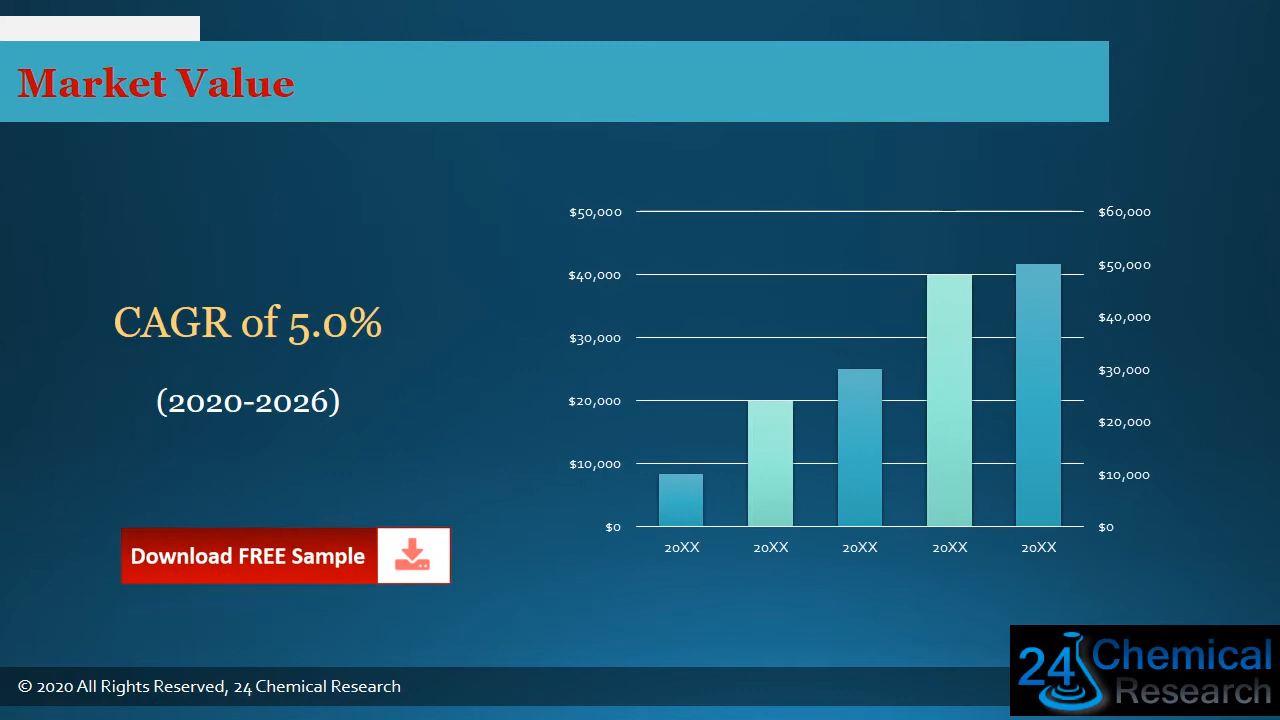 Market Value
CAGR of 5.0%
(2020-2026)
Download FREE Sample
$50,000
$40,000
$30,000
$20,000
$10,000
$0
$60,000
$50,000
$40,000
$30,000
$20,000
$10,000
$0
20XX 20XX 20XX 20XX 20XX
© 2020 All Rights Reserved, 24 Chemical Research
24 Chemical
Research